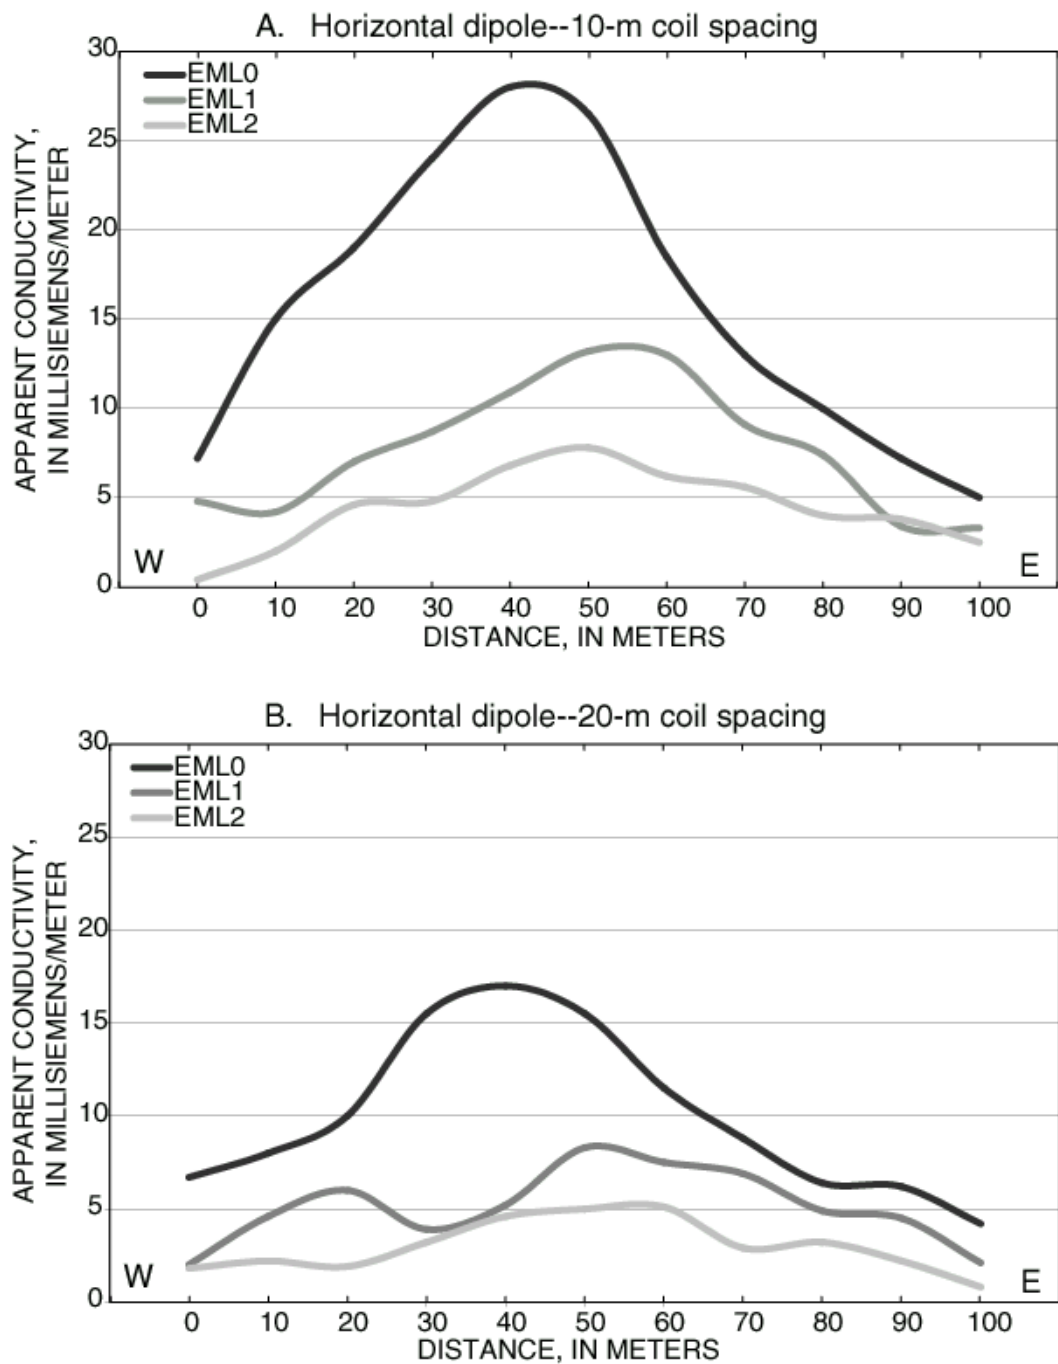 A. Horizontal dipole--10-m coil spacing
30
25
20
15
10
5
0
APPARENT CONDUCTIVITY,
IN MILLISIEMENS/METER
EML0
EML1
EML2
W
E
0 10 20 30 40 50 60 70 80 90 100
DISTANCE, IN METERS
B. Horizontal dipole--20-m coil spacing
30
25
20
15
10
5
0
APPARENT CONDUCTIVITY,
IN MILLISIEMENS/METER
EML0
EML1
EML2
W
E
0 10 20 30 40 50 60 70 80 90 100
DISTANCE, IN METERS